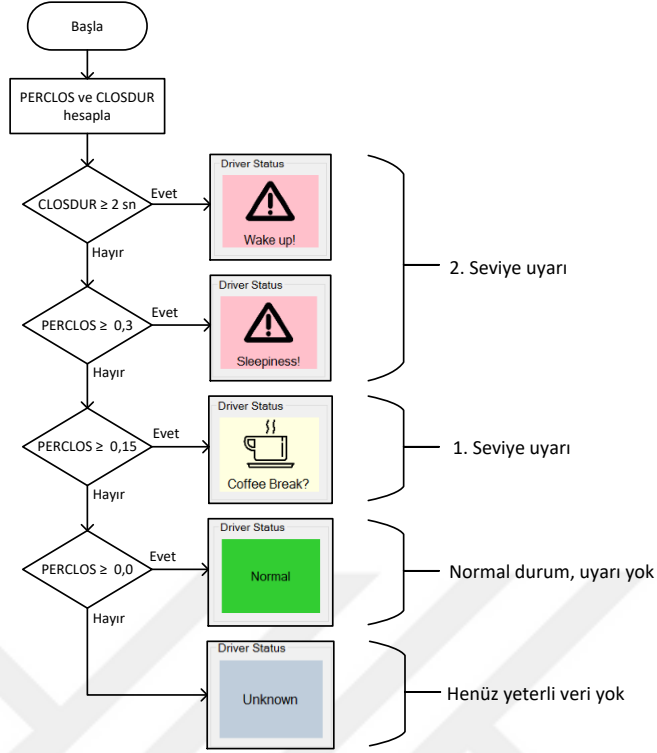 Başla
PERCLOS ve CLOSDUR
hesapla
Driver Status
CLOSDUR ≥ 2 sn
Evet
Wake up!
Hayır
2. Seviye uyarı
Driver Status
PERCLOS ≥ 0,3
Evet
Sleepiness!
Hayır
Driver Status
PERCLOS ≥ 0,15
Evet
Coffee Break?
1. Seviye uyarı
Hayır
Driver Status
PERCLOS ≥ 0,0
Evet
Normal
Normal durum, uyarı yok
Hayır
Driver Status
Unknown
Henüz yeterli veri yok